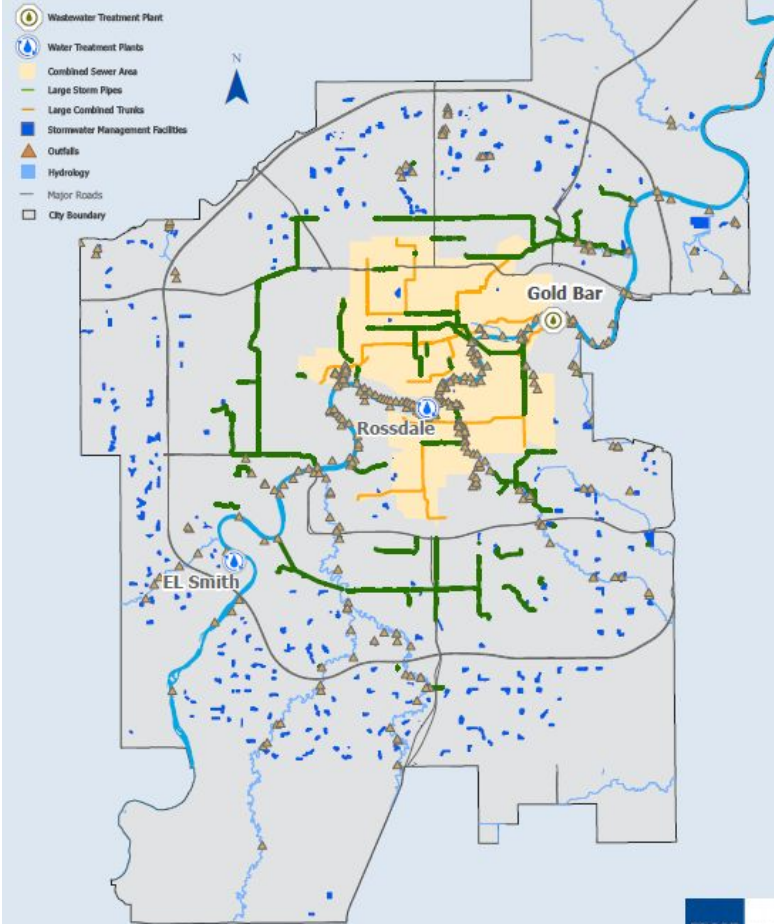 Wastewater Treatment Plant
Water Treatment Plants
N
Combined Sewer Area
Large Storm Pipes
Large Combined Trunks
Stormwater Management Facilities
Outfalls
Hydrology
Major Roads
City Boundary
Gold Bar
Rossdale
EL Smith